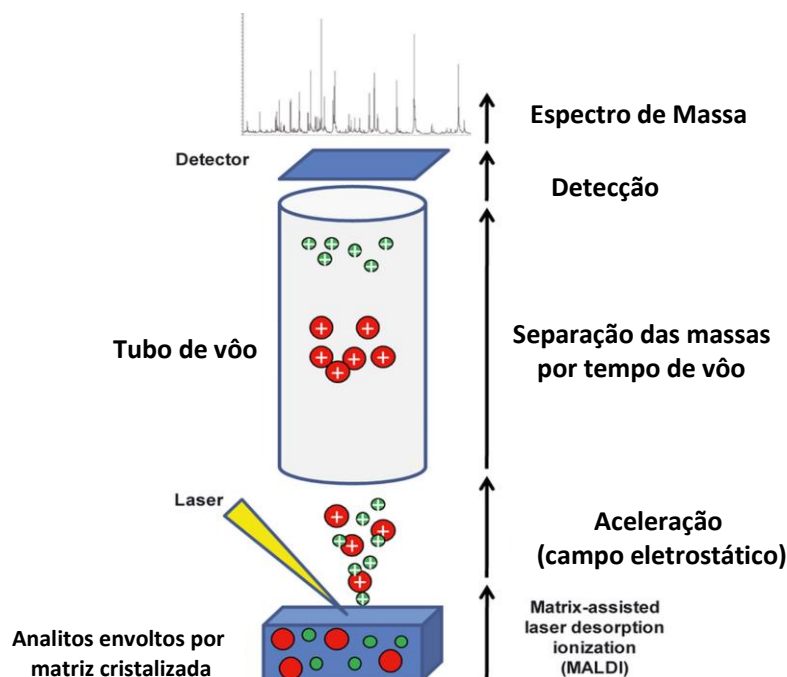 Espectro de Massa
Detector
Detecção
Tubo de vôo
Separação das massas
por tempo de vôo
Laser
Aceleração
(campo eletrostático)
Analitos envoltos por
matriz cristalizada
Matrix-assisted
laser desorption
ionization
(MALDI)